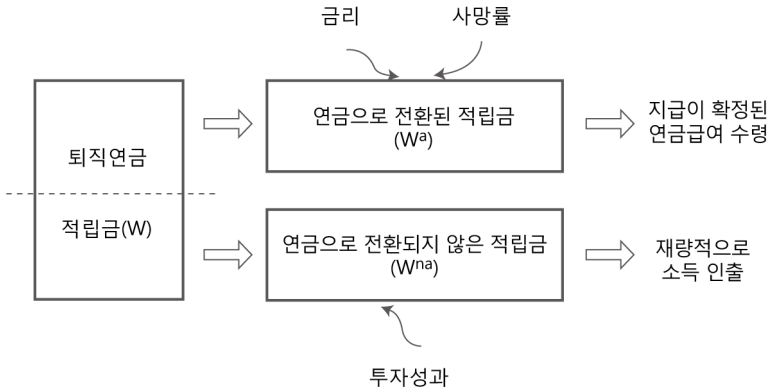 금리
사망률
퇴직연금
적립금(W)
연금으로 전환된 적립금
(Wᵃ)
지급이 확정된
연금급여 수령
연금으로 전환되지 않은 적립금
(Wⁿᵃ)
재량적으로
소득 인출
투자성과